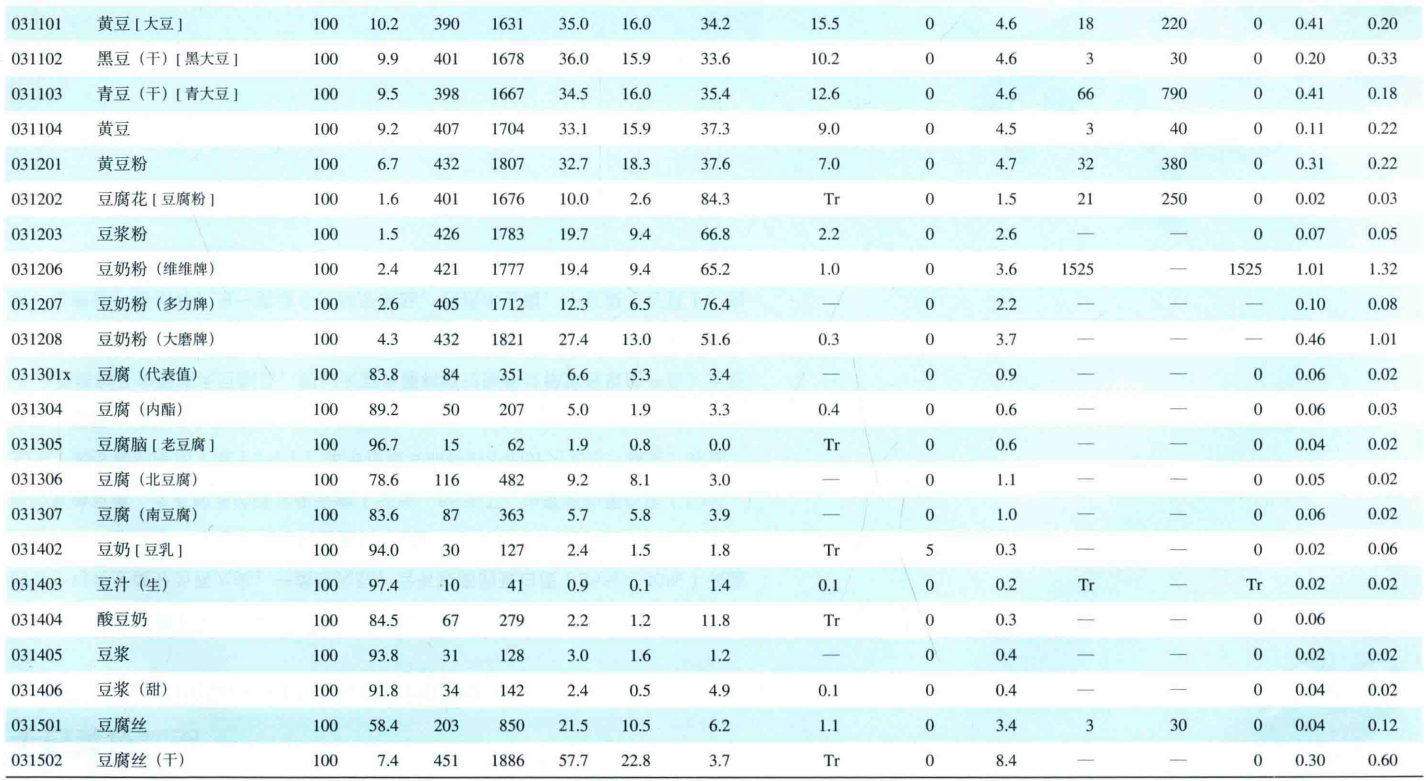 031101 黄豆[大豆] 100 10.2 390 1631 35.0 16.0 34.2 15.5 0 4.6 18 220 0 0.41 0.20
031102 黑豆（干）[黑大豆] 100 9.9 401 1678 36.0 15.9 33.6 10.2 0 4.6 3 30 0 0.20 0.33
031103 青豆（干）[青大豆] 100 9.5 398 1667 34.5 16.0 35.4 12.6 0 4.6 66 790 0 0.41 0.18
031104 黄豆 100 9.2 407 1704 33.1 15.9 37.3 9.0 0 4.5 3 40 0 0.11 0.22
031201 黄豆粉 100 6.7 432 1807 32.7 18.3 37.6 7.0 0 4.7 32 380 0 0.31 0.22
031202 豆腐花[豆腐粉] 100 1.6 401 1676 10.0 2.6 84.3 Tr 0 1.5 21 250 0 0.02 0.03
031203 豆浆粉 100 1.5 426 1783 19.7 9.4 66.8 2.2 0 2.6 — — 0 0.07 0.05
031206 豆奶粉（维维牌） 100 2.4 421 1777 19.4 9.4 65.2 1.0 0 3.6 1525 — 1525 1.01 1.32
031207 豆奶粉（多力牌） 100 2.6 405 1712 12.3 6.5 76.4 — 0 2.2 — — — 0.10 0.08
031208 豆奶粉（大磨牌） 100 4.3 432 1821 27.4 13.0 51.6 0.3 0 3.7 — — — 0.46 1.01
031301x 豆腐（代表值） 100 83.8 84 351 6.6 5.3 3.4 — 0 0.9 — — 0 0.06 0.02
031304 豆腐（内酯） 100 89.2 50 207 5.0 1.9 3.3 0.4 0 0.6 — — 0 0.06 0.03
031305 豆腐脑[老豆腐] 100 96.7 15 62 1.9 0.8 0.0 Tr 0 0.6 — — 0 0.04 0.02
031306 豆腐（北豆腐） 100 78.6 116 482 9.2 8.1 3.0 — 0 1.1 — — 0 0.05 0.02
031307 豆腐（南豆腐） 100 83.6 87 363 5.7 5.8 3.9 — 0 1.0 — — 0 0.06 0.02
031402 豆奶[豆乳] 100 94.0 30 127 2.4 1.5 1.8 Tr 5 0.3 — — 0 0.02 0.06
031403 豆汁（生） 100 97.4 10 41 0.9 0.1 1.4 0.1 0 0.2 Tr Tr 0.02 0.02
031404 酸豆奶 100 84.5 67 279 2.2 1.2 11.8 Tr 0 0.3 — — 0 0.06
031405 豆浆 100 93.8 31 128 3.0 1.6 1.2 — 0 0.4 — — 0 0.02 0.02
031406 豆浆（甜） 100 91.8 34 142 2.4 0.5 4.9 0.1 0 0.4 — — 0 0.04 0.02
031501 豆腐丝 100 58.4 203 850 21.5 10.5 6.2 1.1 0 3.4 3 30 0 0.04 0.12
031502 豆腐丝（干） 100 7.4 451 1886 57.7 22.8 3.7 Tr 0 8.4 — — 0 0.30 0.60